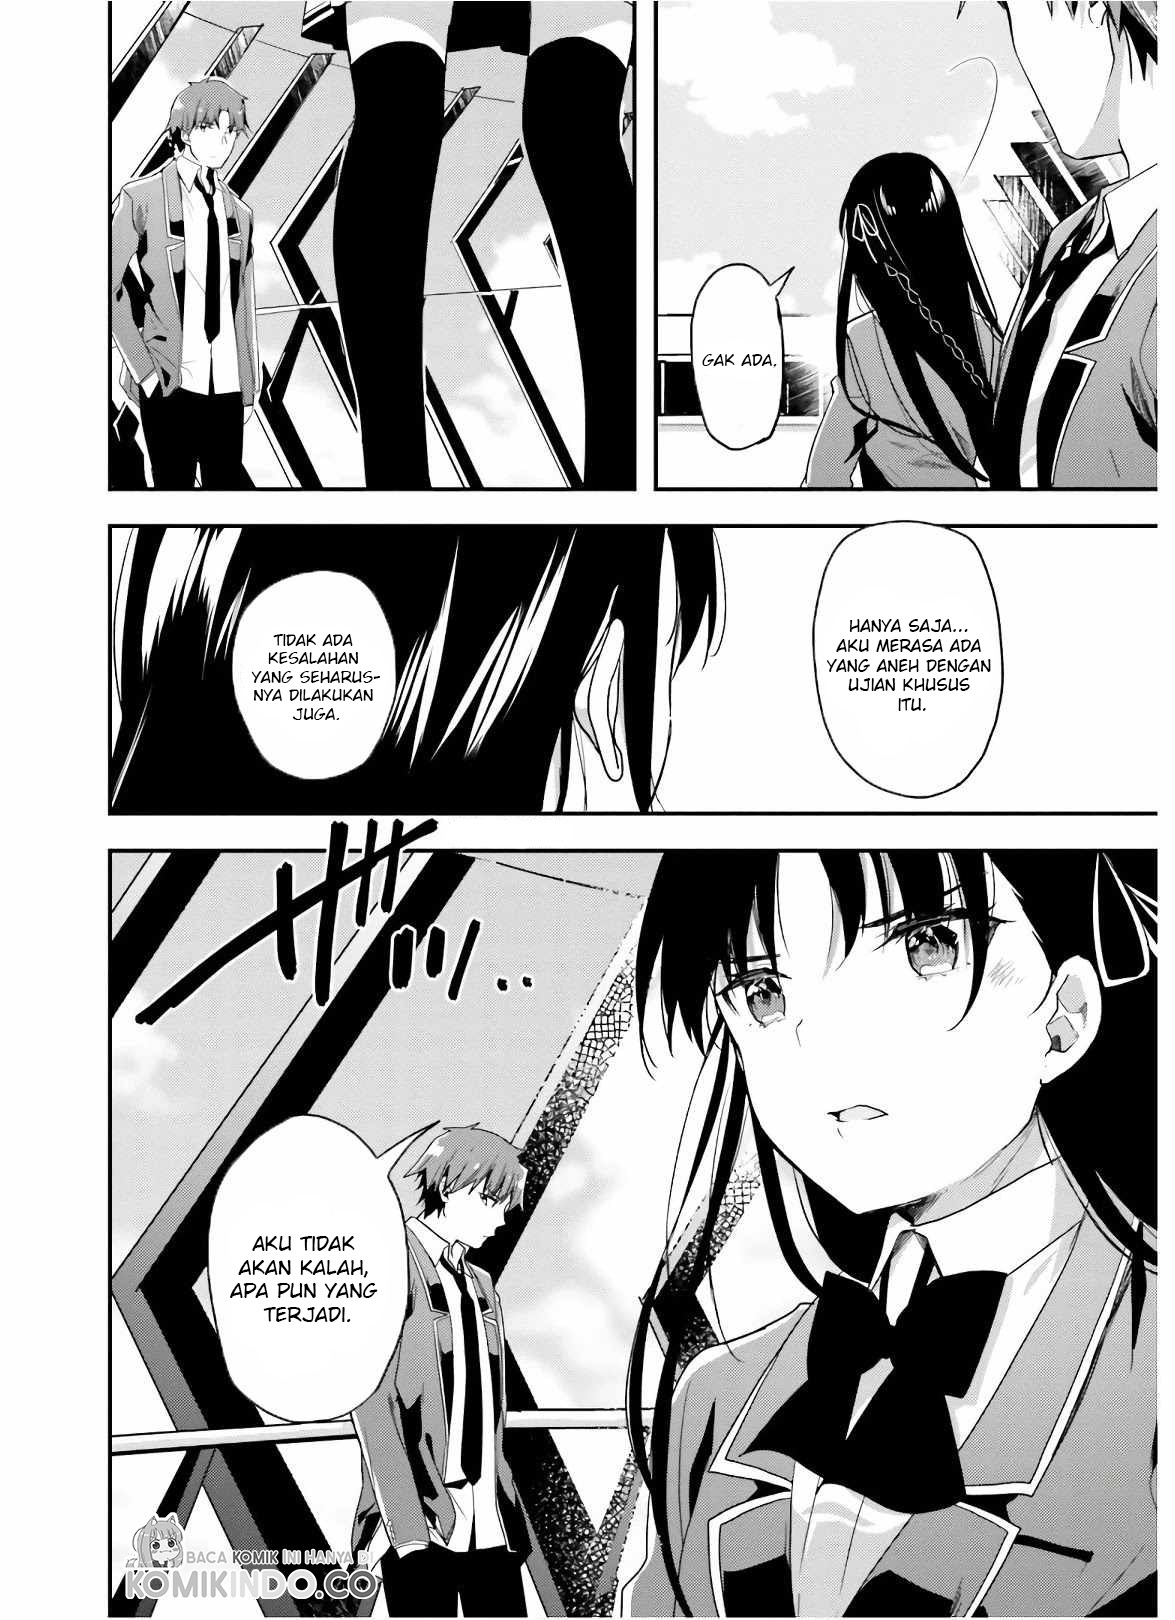 GAK ADA.
HANYA SAJA...
AKU MERASA ADA
YANG ANEH DENGAN
UJIAN KHUSUS
ITU.
TIDAK ADA
KESALAHAN
YANG SEHARUS-
NYA DILAKUKAN
JUGA.
AKU TIDAK
AKAN KALAH,
APA PUN YANG
TERJADI.
BACA KOMIK INI HANYA DI
KOMIKINDO.CO